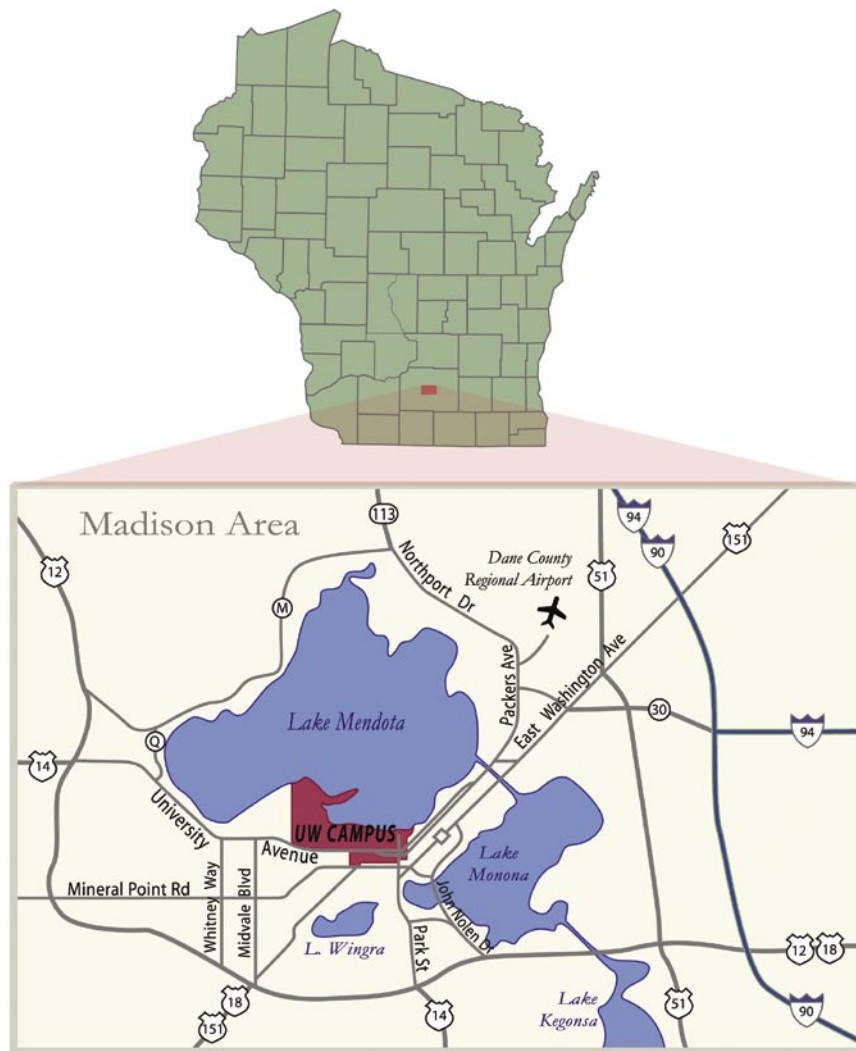 Madison Area
113
94
90
151
12
51
Northport Dr
Dane County
Regional Airport
M
Packers Ave
East Washington Ave
Lake Mendota
30
Q
14
94
University
UW CAMPUS
Avenue
Lake
Monona
Whitney Way
Midvale Blvd
Mineral Point Rd
John Nolen Dr
L. Wingra
Park St
12
18
18
151
14
Lake
Kegonsa
51
90